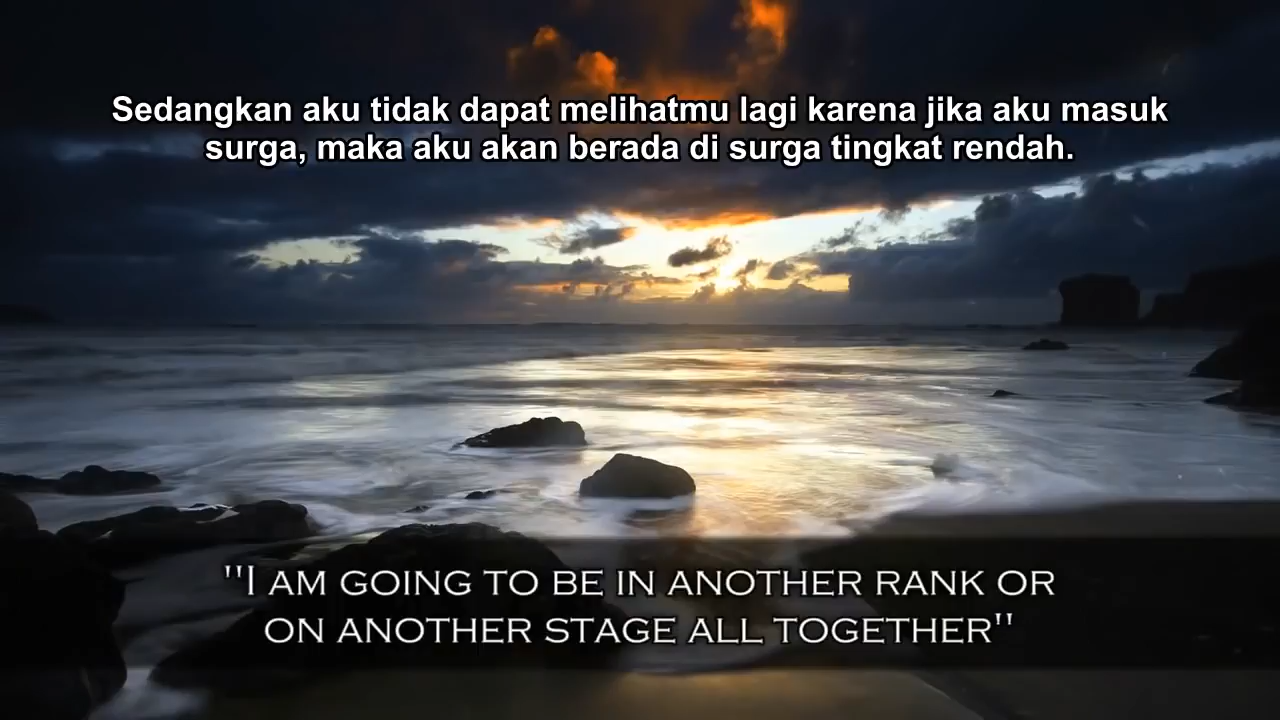 Sedangkan aku tidak dapat melihatmu lagi karena jika aku masuk
surga, maka aku akan berada di surga tingkat rendah.
"I AM GOING TO BE IN ANOTHER RANK OR
ON ANOTHER STAGE ALL TOGETHER"